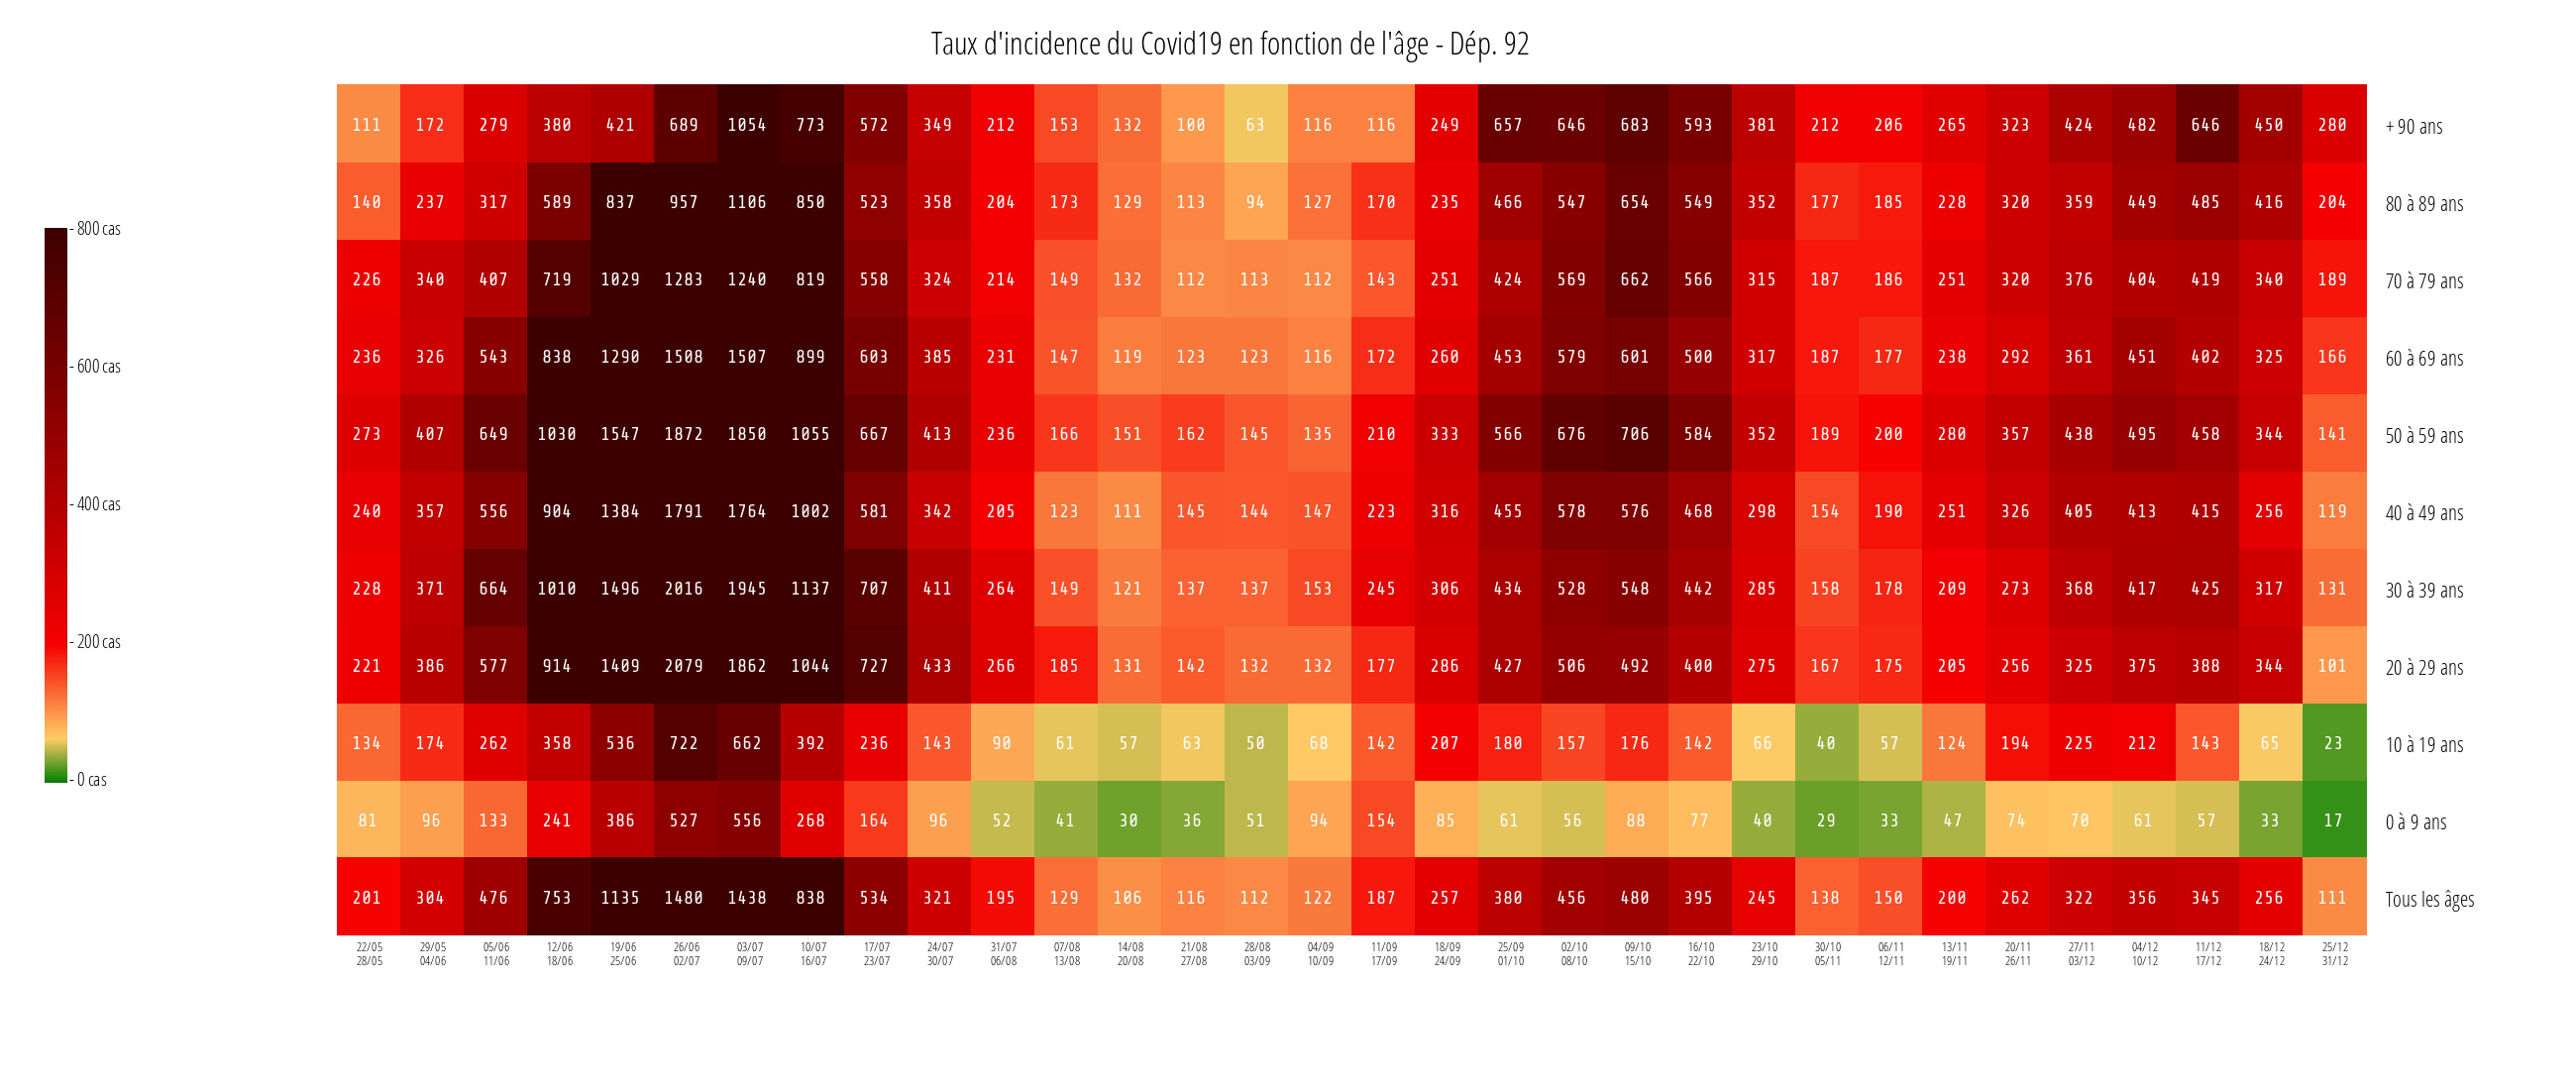 Taux d'incidence du Covid19 en fonction de l'âge - Dép. 92
- 800 cas
- 600 cas
- 400 cas
- 200 cas
- 0 cas
111 172 279 380 421 689 1054 773 572 349 212 153 132 100 63 116 116 249 657 646 683 593 381 212 206 265 323 424 482 646 450 280 + 90 ans
140 237 317 589 837 957 1106 850 523 358 204 173 129 113 94 127 170 235 466 547 654 549 352 177 185 228 320 359 449 485 416 204 80 à 89 ans
226 340 407 719 1029 1283 1240 819 558 324 214 149 132 112 113 112 143 251 424 569 662 566 315 187 186 251 320 376 404 419 340 189 70 à 79 ans
236 326 543 838 1290 1508 1507 899 603 385 231 147 119 123 123 116 172 260 453 579 601 500 317 187 177 238 292 361 451 402 325 166 60 à 69 ans
273 407 649 1030 1547 1872 1850 1055 667 413 236 166 151 162 145 135 210 333 566 676 706 584 352 189 200 280 357 438 495 458 344 141 50 à 59 ans
240 357 556 904 1384 1791 1764 1002 581 342 205 123 111 145 144 147 223 316 455 578 576 468 298 154 190 251 326 405 413 415 256 119 40 à 49 ans
228 371 664 1010 1496 2016 1945 1137 707 411 264 149 121 137 137 153 245 306 434 528 548 442 285 158 178 209 273 368 417 425 317 131 30 à 39 ans
221 386 577 914 1409 2079 1862 1044 727 433 266 185 131 142 132 132 177 286 427 506 492 400 275 167 175 205 256 325 375 388 344 101 20 à 29 ans
134 174 262 358 536 722 662 392 236 143 90 61 57 63 50 68 142 207 180 157 176 142 66 40 57 124 194 225 212 143 65 23 10 à 19 ans
81 96 133 241 386 527 556 268 164 96 52 41 30 36 51 94 154 85 61 56 88 77 40 29 33 47 74 70 61 57 33 17 0 à 9 ans
201 304 476 753 1135 1480 1438 838 534 321 195 129 106 116 112 122 187 257 380 456 480 395 245 138 150 200 262 322 356 345 256 111 Tous les âges
22/05 29/05 05/06 12/06 19/06 26/06 03/07 10/07 17/07 24/07 31/07 07/08 14/08 21/08 28/08 04/09 11/09 18/09 25/09 02/10 09/10 16/10 23/10 30/10 06/11 13/11 20/11 27/11 04/12 11/12 18/12 25/12
28/05 04/06 11/06 18/06 25/06 02/07 09/07 16/07 23/07 30/07 06/08 13/08 20/08 27/08 03/09 10/09 17/09 24/09 01/10 08/10 15/10 22/10 29/10 05/11 12/11 19/11 26/11 03/12 10/12 17/12 24/12 31/12